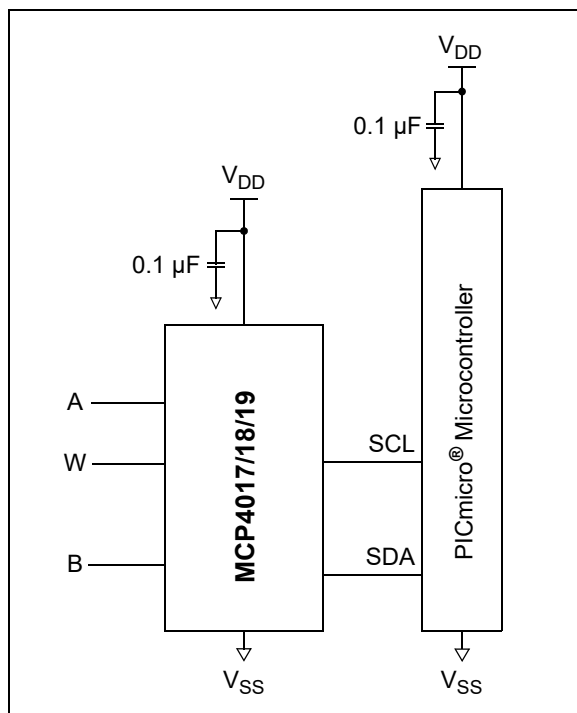 VDD
0.1 µF
VDD
0.1 µF
A
W
B
MCP4017/18/19
SCL
SDA
PICmicro® Microcontroller
VSS
VSS